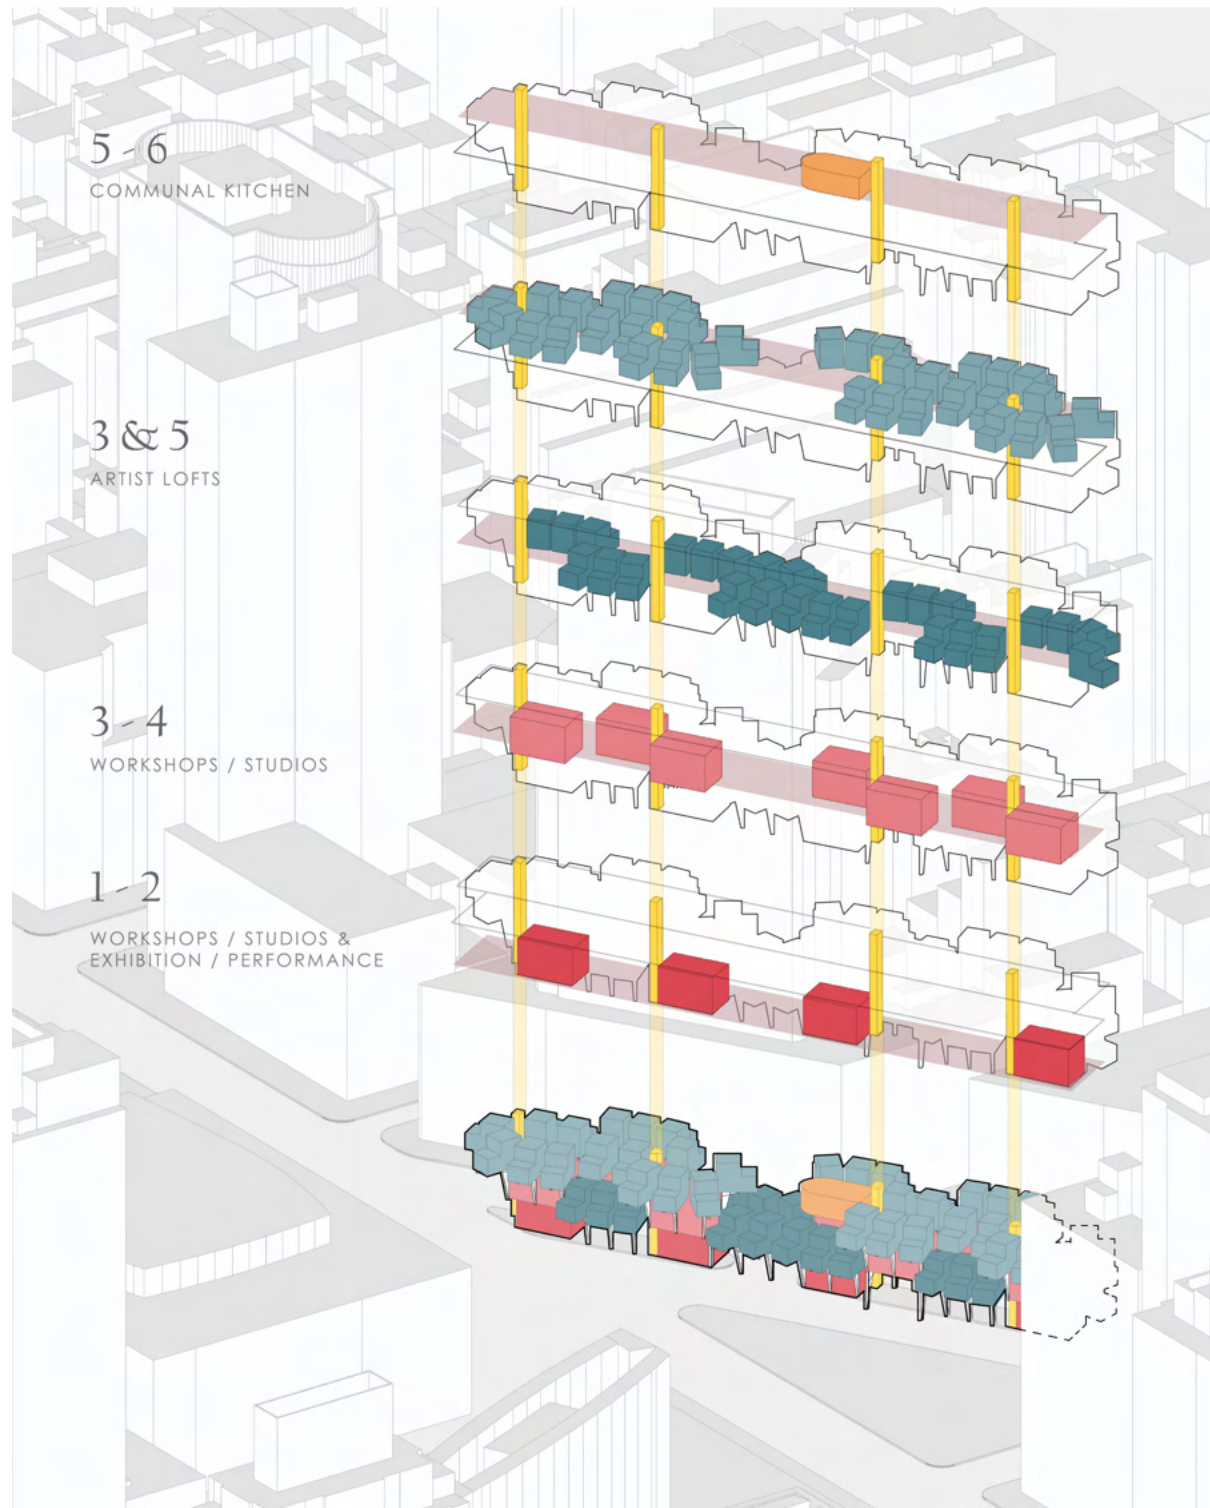 5 - 6
COMMUNAL KITCHEN
3 & 5
ARTIST LOFTS
3 - 4
WORKSHOPS / STUDIOS
1 - 2
WORKSHOPS / STUDIOS &
EXHIBITION / PERFORMANCE